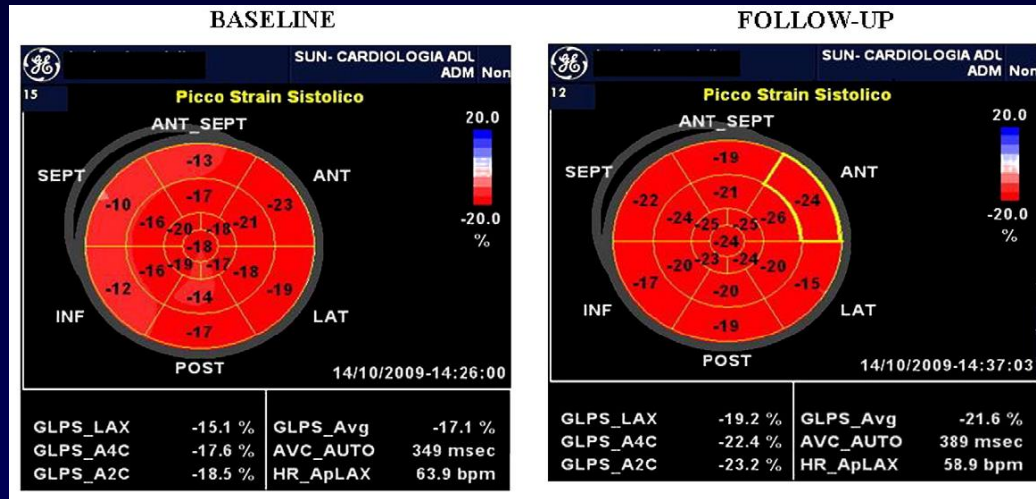 BASELINE
SUN- CARDIOLOGIA ADL
ADM Non
15
Picco Strain Sistolico
20.0
-20.0
%
ANT_SEPT
SEPT
ANT
-13
-10
-17
-23
-16
-20
-18
-21
-18
-16
-19
-17
-18
-12
-14
-19
-17
INF
LAT
POST
14/10/2009-14:26:00
GLPS_LAX -15.1 % GLPS_Avg -17.1 %
GLPS_A4C -17.6 % AVC_AUTO 349 msec
GLPS_A2C -18.5 % HR_ApLAX 63.9 bpm
FOLLOW-UP
SUN- CARDIOLOGIA ADL
ADM Non
12
Picco Strain Sistolico
20.0
-20.0
%
ANT_SEPT
SEPT
ANT
-19
-22
-21
-24
-24
-25
-25
-26
-24
-20
-23
-24
-20
-17
-20
-15
-19
INF
LAT
POST
14/10/2009-14:37:03
GLPS_LAX -19.2 % GLPS_Avg -21.6 %
GLPS_A4C -22.4 % AVC_AUTO 389 msec
GLPS_A2C -23.2 % HR_ApLAX 58.9 bpm